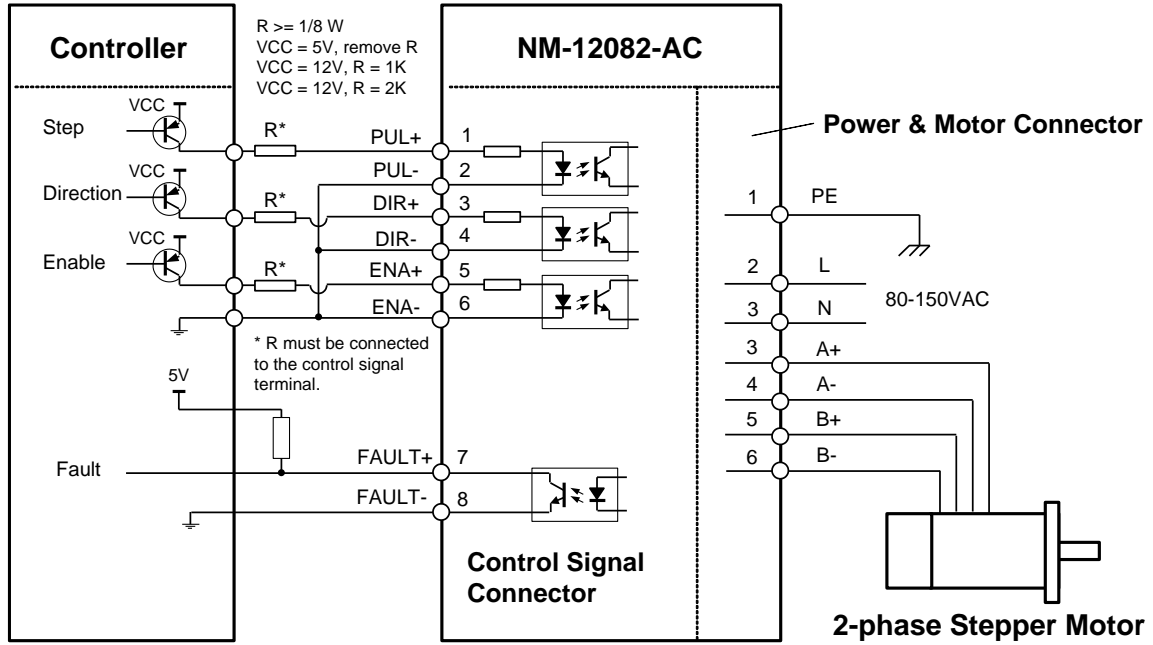 Controller
R >= 1/8 W
VCC = 5V, remove R
VCC = 12V, R = 1K
VCC = 12V, R = 2K
NM-12082-AC
Power & Motor Connector
VCC
Step
R*
PUL+
1
PUL-
2
VCC
Direction
R*
DIR+
3
DIR-
4
VCC
Enable
R*
ENA+
5
ENA-
6
* R must be connected
to the control signal
terminal.
5V
Fault
FAULT+
7
FAULT-
8
Control Signal
Connector
1
PE
2
L
3
N
80-150VAC
3
A+
4
A-
5
B+
6
B-
2-phase Stepper Motor